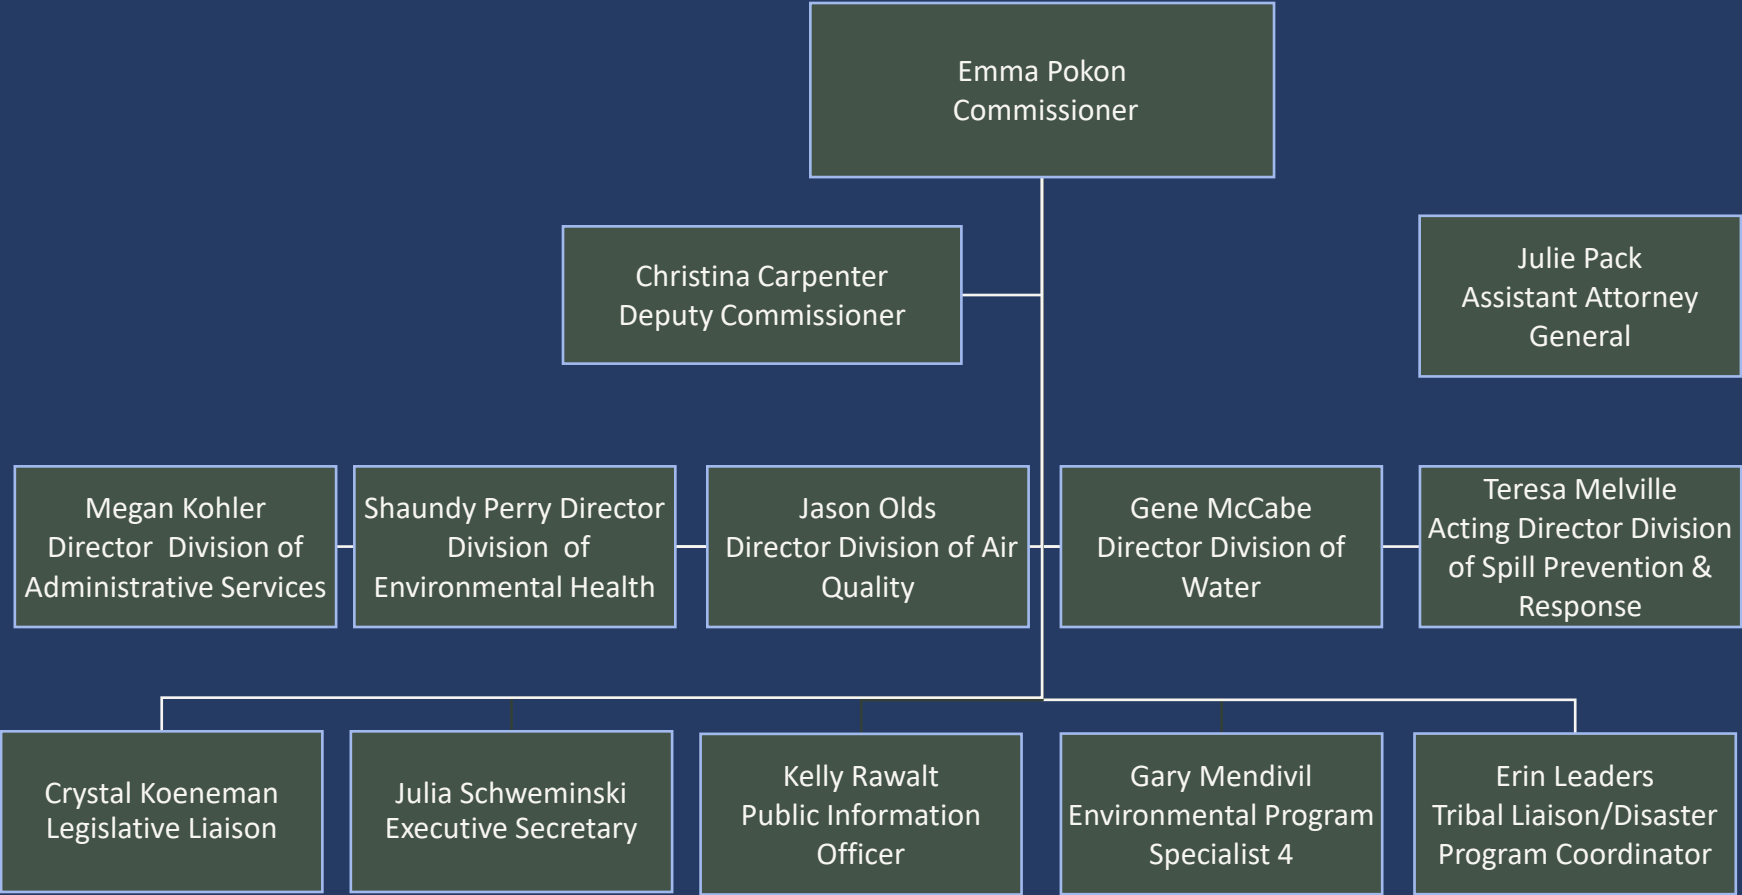 Emma Pokon
Commissioner
Christina Carpenter
Deputy Commissioner
Julie Pack
Assistant Attorney
General
Megan Kohler
Director  Division of
Administrative Services
Shaundy Perry Director
Division  of
Environmental Health
Jason Olds
Director Division of Air
Quality
Gene McCabe
Director Division of
Water
Teresa Melville
Acting Director Division
of Spill Prevention &
Response
Crystal Koeneman
Legislative Liaison
Julia Schweminski
Executive Secretary
Kelly Rawalt
Public Information
Officer
Gary Mendivil
Environmental Program
Specialist 4
Erin Leaders
Tribal Liaison/Disaster
Program Coordinator